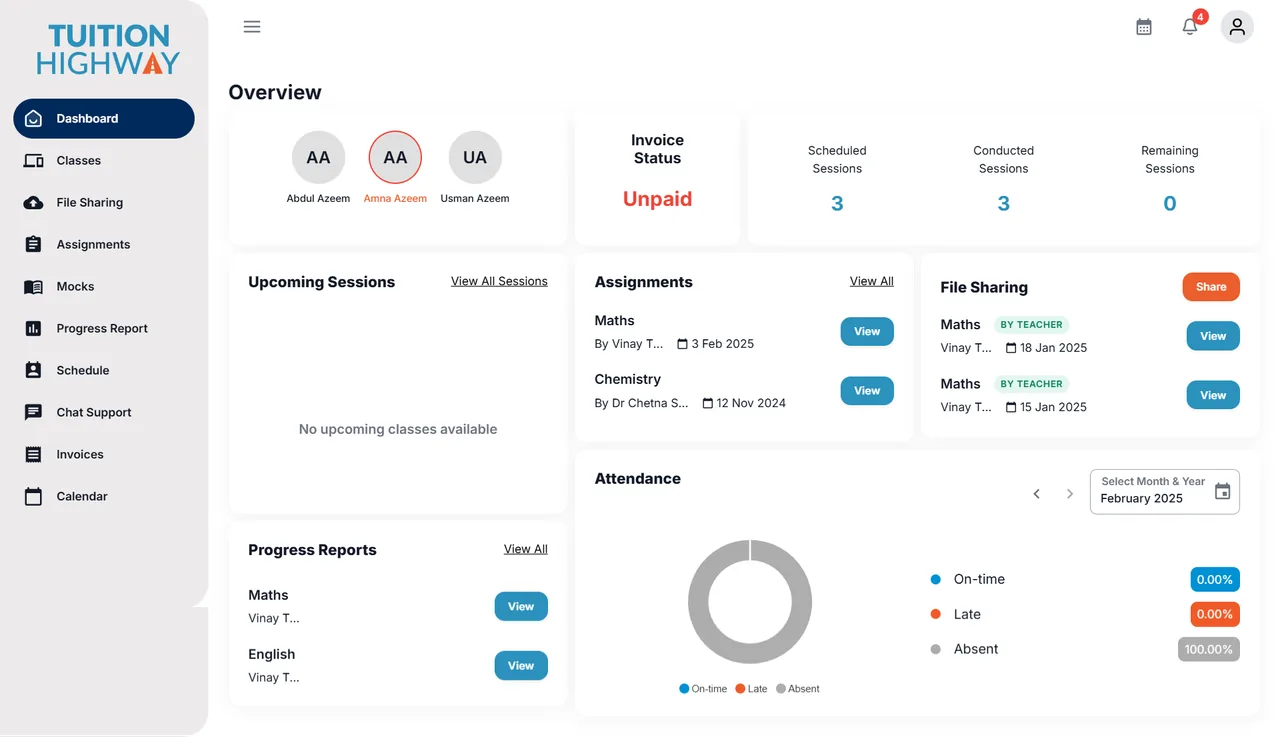 TUITION
HIGHWAY
Dashboard
Classes
File Sharing
Assignments
Mocks
Progress Report
Schedule
Chat Support
Invoices
Calendar
4
Overview
AA
AA
UA
Abdul Azeem
Amna Azeem
Usman Azeem
Invoice
Status
Unpaid
Scheduled
Sessions
3
Conducted
Sessions
3
Remaining
Sessions
0
Upcoming Sessions
View All Sessions
No upcoming classes available
Assignments
View All
Maths
By Vinay T... 3 Feb 2025
View
Chemistry
By Dr Chetna S... 12 Nov 2024
View
File Sharing
Share
Maths BY TEACHER
Vinay T... 18 Jan 2025
View
Maths BY TEACHER
Vinay T... 15 Jan 2025
View
Progress Reports
View All
Maths
Vinay T...
View
English
Vinay T...
View
Attendance
Select Month & Year
February 2025
On-time 0.00%
Late 0.00%
Absent 100.00%
On-time Late Absent